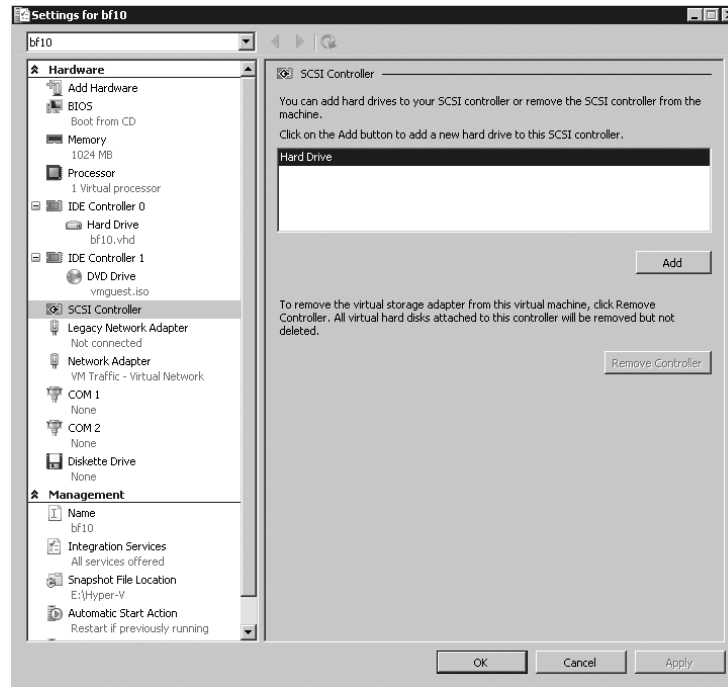 Settings for bf10
bf10
Hardware
Add Hardware
BIOS
Boot from CD
Memory
1024 MB
Processor
1 Virtual processor
IDE Controller 0
Hard Drive
bf10.vhd
IDE Controller 1
DVD Drive
vmguest.iso
SCSI Controller
Legacy Network Adapter
Not connected
Network Adapter
VM Traffic - Virtual Network
COM 1
None
COM 2
None
Diskette Drive
None
Management
Name
bf10
Integration Services
All services offered
Snapshot File Location
E:\Hyper-V
Automatic Start Action
Restart if previously running
SCSI Controller
You can add hard drives to your SCSI controller or remove the SCSI controller from the
machine.
Click on the Add button to add a new hard drive to this SCSI controller.
Hard Drive
Add
To remove the virtual storage adapter from this virtual machine, click Remove
Controller. All virtual hard disks attached to this controller will be removed but not
deleted.
Remove Controller
OK
Cancel
Apply